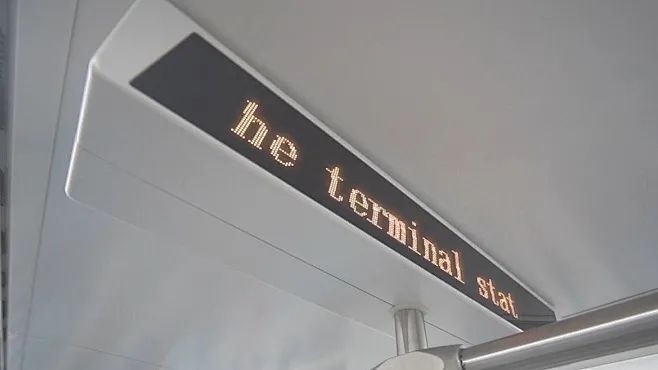 he terminal stat